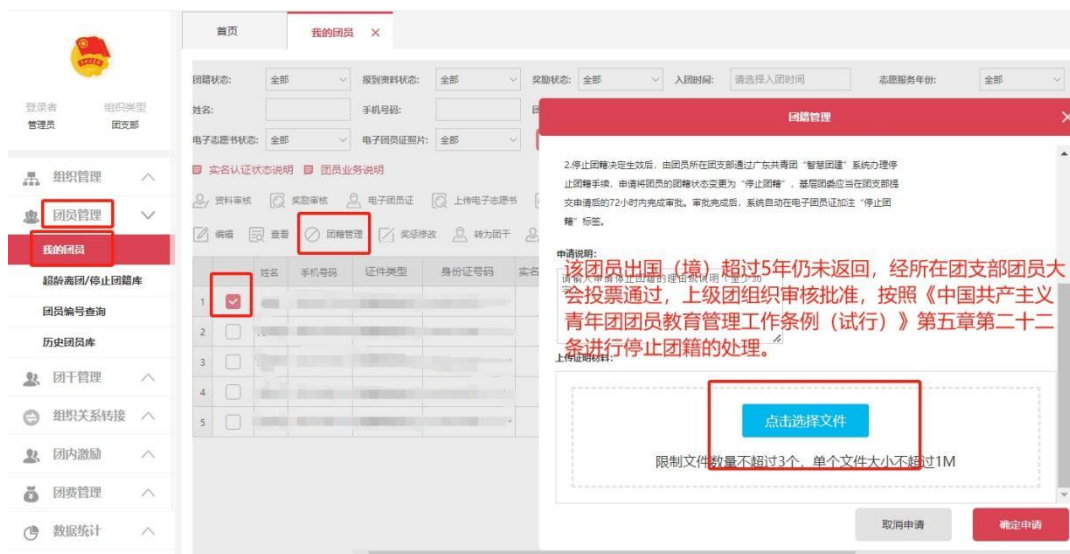 首页
我的团员 ×
登录者
组织类型
管理员
团支部
组织管理
团员管理
我的团员
超龄离团/停止团籍库
团员编号查询
历史团员库
团干管理
组织关系转接
团内激励
团费管理
数据统计
团籍状态: 全部
报到资料状态: 全部
奖励状态: 全部
入团时间: 请选择入团时间
志愿服务年份: 全部
姓名:
手机号码:
电子志愿书状态: 全部
电子团员证照片: 全部
实名认证状态说明
团员业务说明
资料审核
奖励审核
电子团员证
上传电子志愿书
编辑
查看
团籍管理
奖惩修改
转为团干
姓名
手机号码
证件类型
身份证号码
实名
1
2
3
4
5
团籍管理 ×
2.停止团籍决定生效后，由团员所在团支部通过广东共青团“智慧团建”系统办理停
止团籍手续，申请将团员的团籍状态变更为“停止团籍”，基层团委应当在团支部提
交申请后的72小时内完成审批。审批完成后，系统自动在电子团员证加注“停止团
籍”标签。
申请说明:
该团员出国（境）超过5年仍未返回，经所在团支部团员大
会投票通过，上级团组织审核批准，按照《中国共产主义
青年团团员教育管理工作条例（试行）》第五章第二十二
条进行停止团籍的处理。
上传证明材料:
点击选择文件
限制文件数量不超过3个，单个文件大小不超过1M
取消申请
确定申请